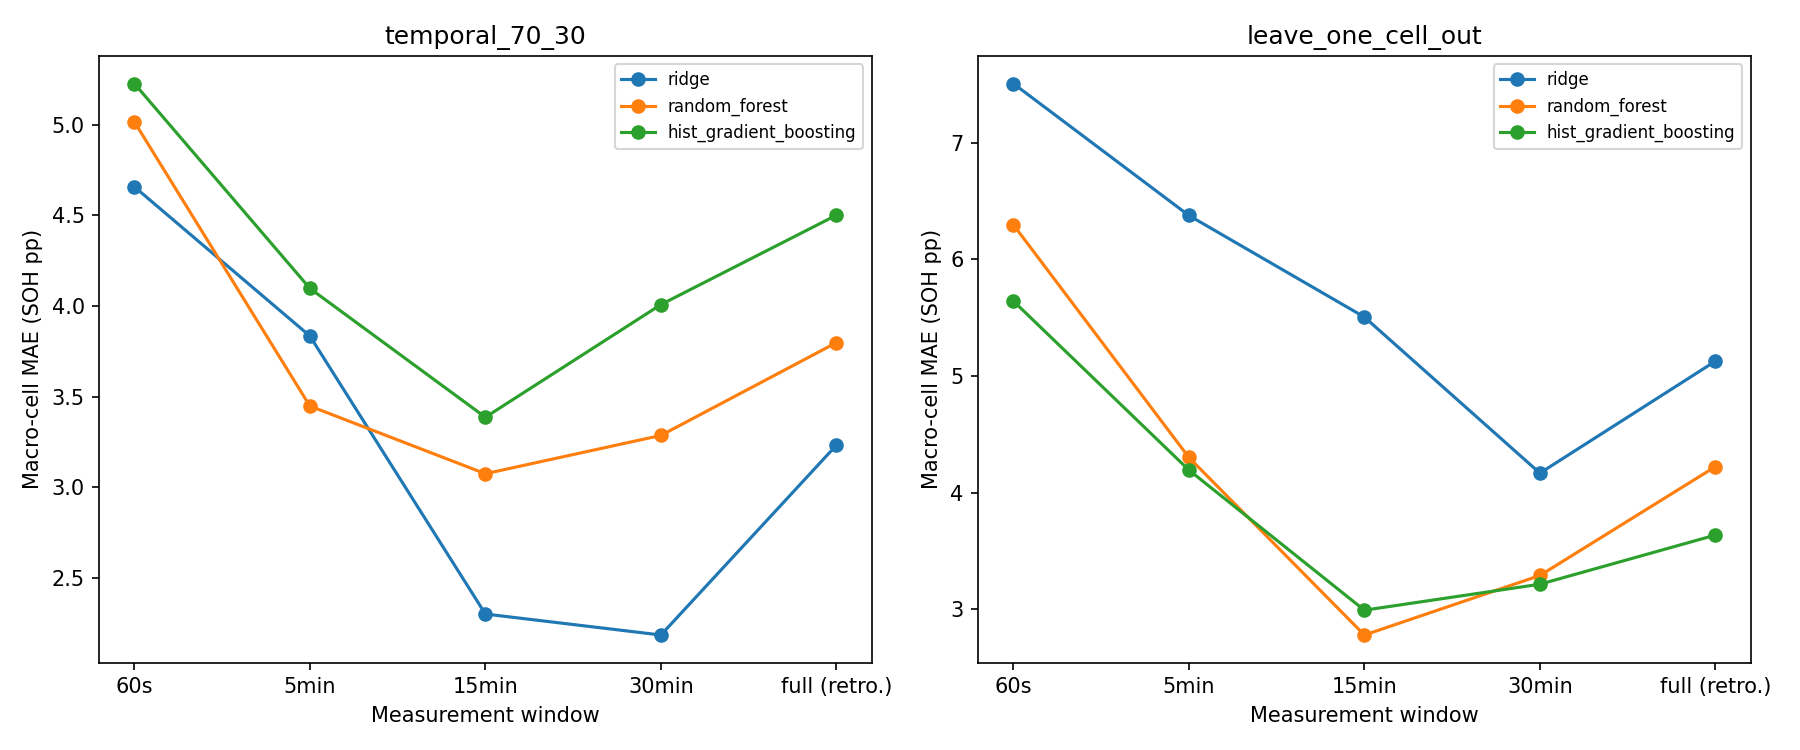 temporal_70_30
ridge
random_forest
hist_gradient_boosting
5.0
4.5
4.0
3.5
3.0
2.5
Macro-cell MAE (SOH pp)
60s 5min 15min 30min full (retro.)
Measurement window
leave_one_cell_out
ridge
random_forest
hist_gradient_boosting
7
6
5
4
3
Macro-cell MAE (SOH pp)
60s 5min 15min 30min full (retro.)
Measurement window